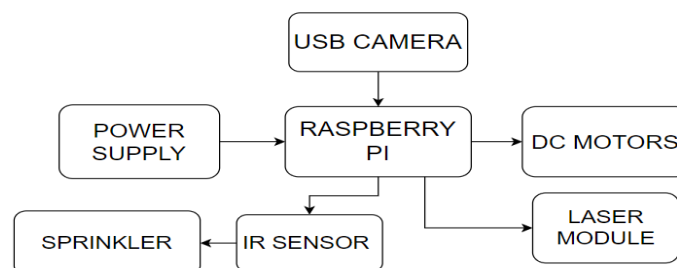 USB CAMERA
POWER
SUPPLY
RASPBERRY
PI
DC MOTORS
SPRINKLER
IR SENSOR
LASER
MODULE